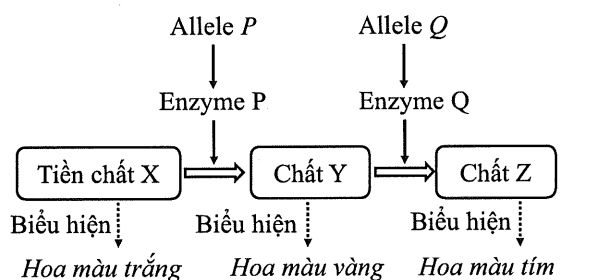 Allele P Allele Q
Enzyme P Enzyme Q
Tiền chất X Chất Y Chất Z
Biểu hiện Biểu hiện Biểu hiện
Hoa màu trắng Hoa màu vàng Hoa màu tím